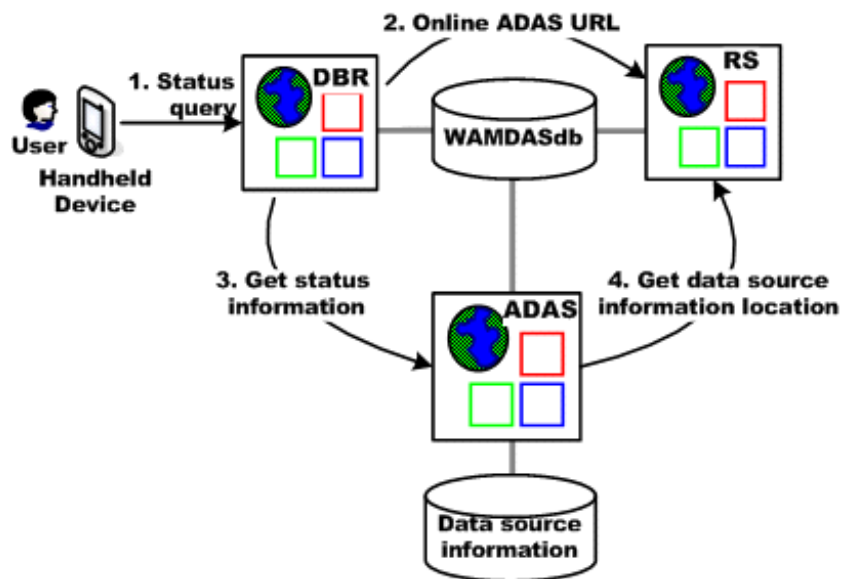 2. Online ADAS URL
1. Status
query
DBR
RS
User
Handheld
Device
WAMDASdb
3. Get status
information
4. Get data source
information location
ADAS
Data source
information